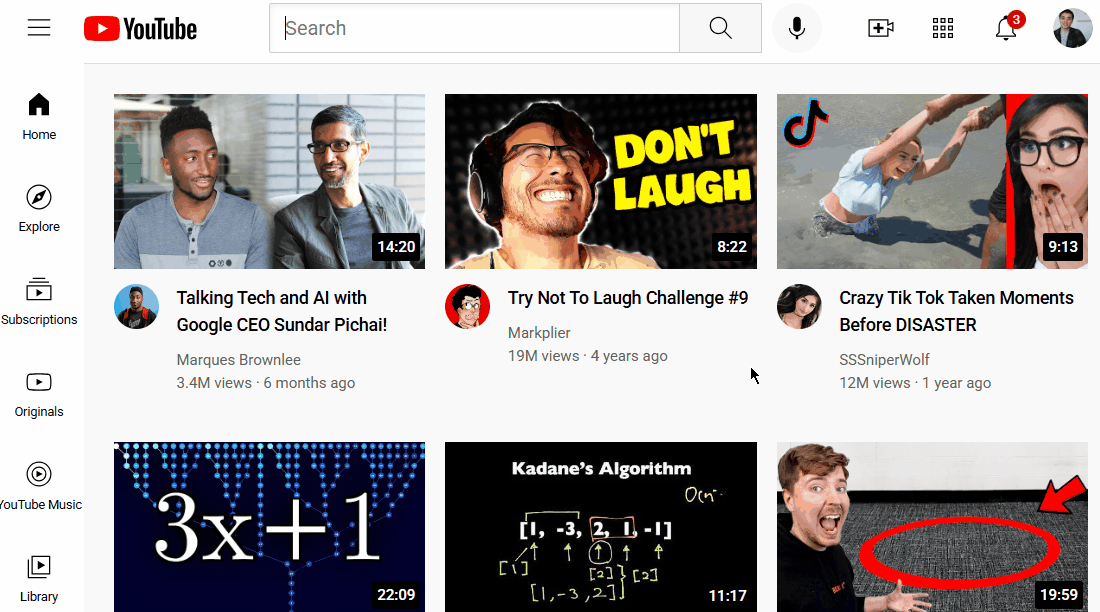 YouTube
Search
3
Home
Explore
Subscriptions
Originals
YouTube Music
Library
14:20
DON'T
LAUGH
8:22
9:13
Talking Tech and AI with
Google CEO Sundar Pichai!
Marques Brownlee
3.4M views · 6 months ago
Try Not To Laugh Challenge #9
Markplier
19M views · 4 years ago
Crazy Tik Tok Taken Moments
Before DISASTER
SSSniperWolf
12M views · 1 year ago
3x+1
22:09
Kadane's Algorithm
[1, -3, 2, 1, -1]
[1]
[2]
[2]
[1,-3,2]
11:17
19:59